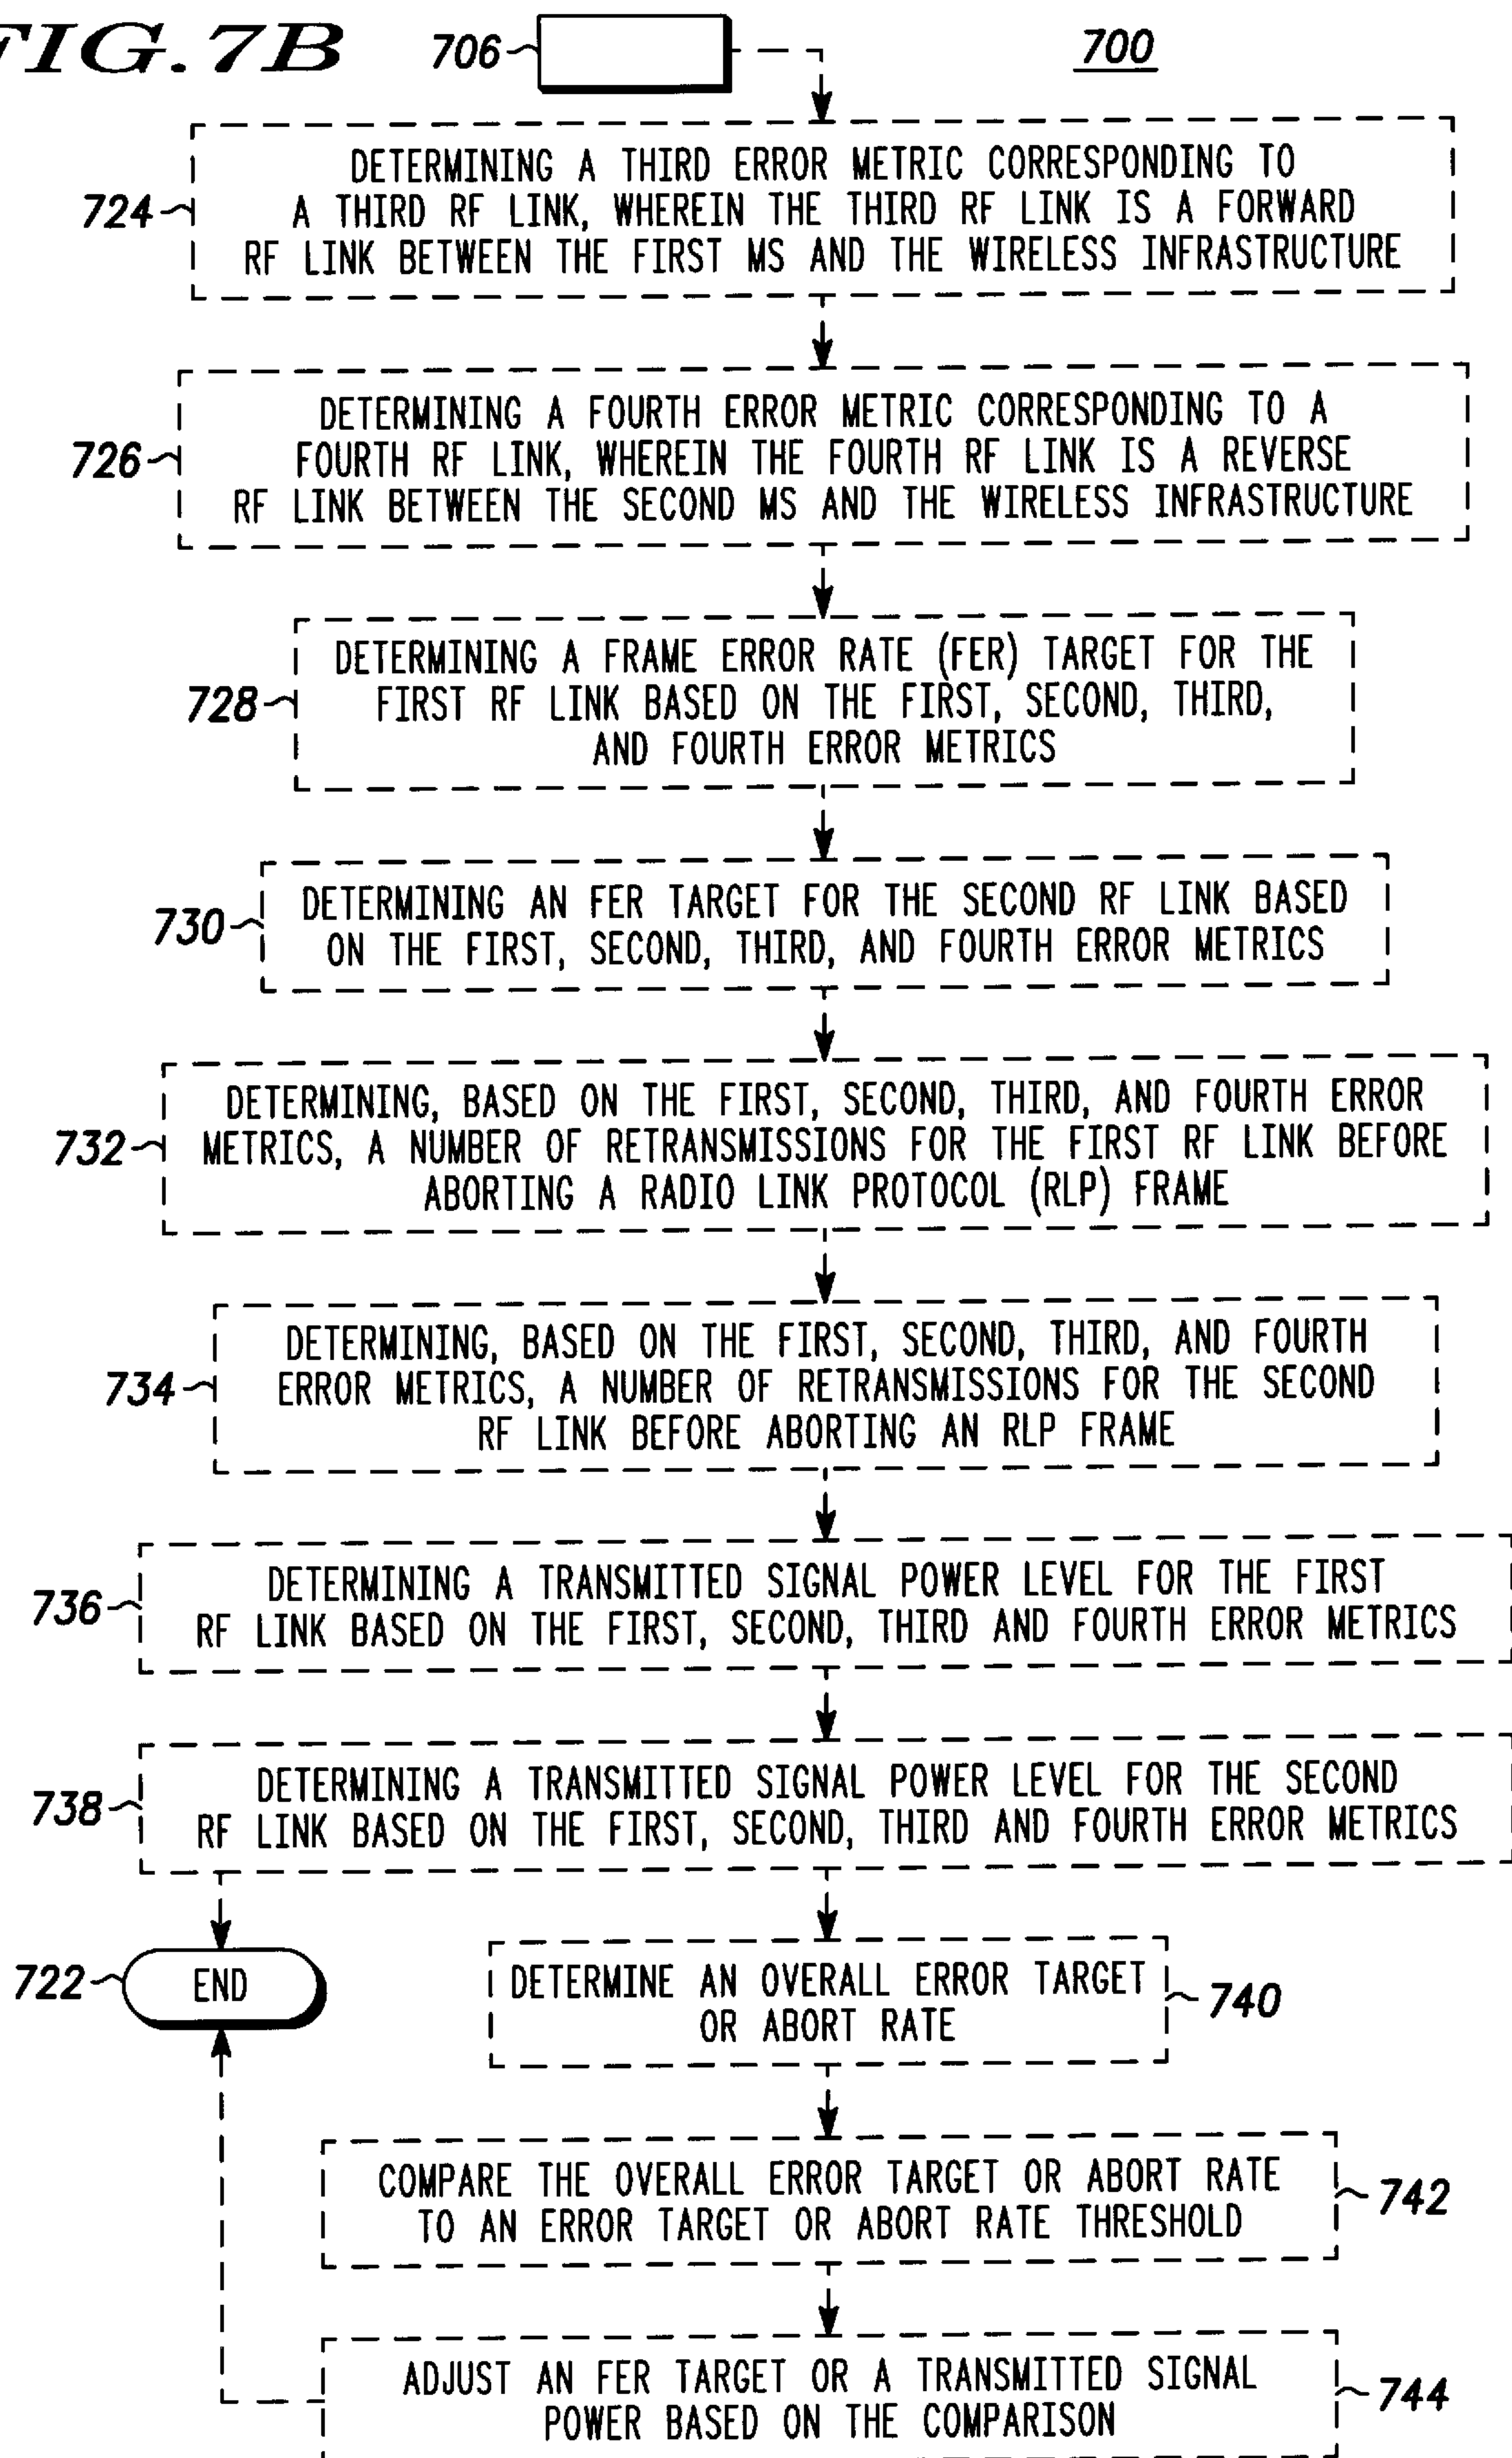 FIG. 7B
706
700
724
DETERMINING A THIRD ERROR METRIC CORRESPONDING TO
A THIRD RF LINK, WHEREIN THE THIRD RF LINK IS A FORWARD
RF LINK BETWEEN THE FIRST MS AND THE WIRELESS INFRASTRUCTURE
726
DETERMINING A FOURTH ERROR METRIC CORRESPONDING TO A
FOURTH RF LINK, WHEREIN THE FOURTH RF LINK IS A REVERSE
RF LINK BETWEEN THE SECOND MS AND THE WIRELESS INFRASTRUCTURE
728
DETERMINING A FRAME ERROR RATE (FER) TARGET FOR THE
FIRST RF LINK BASED ON THE FIRST, SECOND, THIRD,
AND FOURTH ERROR METRICS
730
DETERMINING AN FER TARGET FOR THE SECOND RF LINK BASED
ON THE FIRST, SECOND, THIRD, AND FOURTH ERROR METRICS
732
DETERMINING, BASED ON THE FIRST, SECOND, THIRD, AND FOURTH ERROR
METRICS, A NUMBER OF RETRANSMISSIONS FOR THE FIRST RF LINK BEFORE
ABORTING A RADIO LINK PROTOCOL (RLP) FRAME
734
DETERMINING, BASED ON THE FIRST, SECOND, THIRD, AND FOURTH
ERROR METRICS, A NUMBER OF RETRANSMISSIONS FOR THE SECOND
RF LINK BEFORE ABORTING AN RLP FRAME
736
DETERMINING A TRANSMITTED SIGNAL POWER LEVEL FOR THE FIRST
RF LINK BASED ON THE FIRST, SECOND, THIRD AND FOURTH ERROR METRICS
738
DETERMINING A TRANSMITTED SIGNAL POWER LEVEL FOR THE SECOND
RF LINK BASED ON THE FIRST, SECOND, THIRD AND FOURTH ERROR METRICS
722
END
DETERMINE AN OVERALL ERROR TARGET
OR ABORT RATE
740
COMPARE THE OVERALL ERROR TARGET OR ABORT RATE
TO AN ERROR TARGET OR ABORT RATE THRESHOLD
742
ADJUST AN FER TARGET OR A TRANSMITTED SIGNAL
POWER BASED ON THE COMPARISON
744